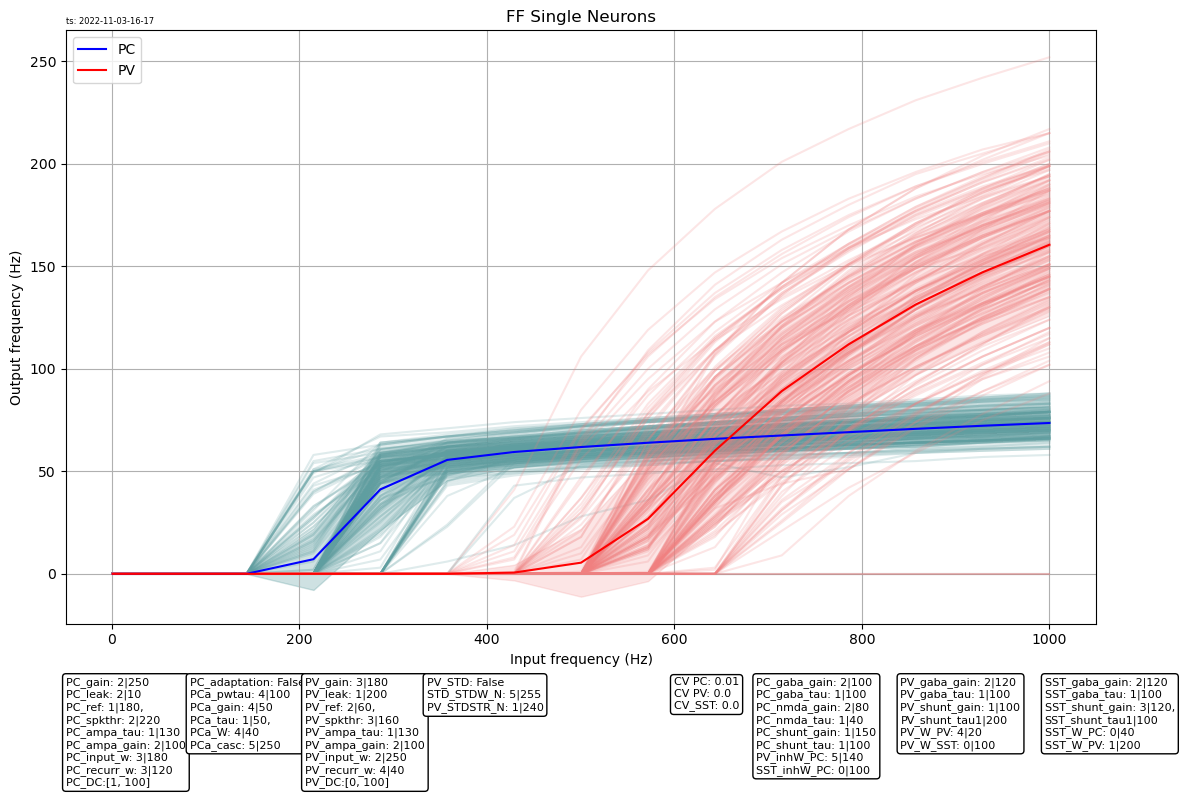 ts: 2022-11-03-16-17
FF Single Neurons
PC
PV
250
200
150
100
50
0
Output frequency (Hz)
0
200
400
600
800
1000
Input frequency (Hz)
PC_gain: 2|250
PC_leak: 2|10
PC_ref: 1|180,
PC_spkthr: 2|220
PC_ampa_tau: 1|130
PC_ampa_gain: 2|100
PC_input_w: 3|180
PC_recurr_w: 3|120
PC_DC:[1, 100]
PC_adaptation: False
PCa_pwtau: 4|100
PCa_gain: 4|50
PCa_tau: 1|50,
PCa_W: 4|40
PCa_casc: 5|250
PV_gain: 3|180
PV_leak: 1|200
PV_ref: 2|60,
PV_spkthr: 3|160
PV_ampa_tau: 1|130
PV_ampa_gain: 2|100
PV_input_w: 2|250
PV_recurr_w: 4|40
PV_DC:[0, 100]
PV_STD: False
STD_STDW_N: 5|255
PV_STDSTR_N: 1|240
CV PC: 0.01
CV PV: 0.0
CV_SST: 0.0
PC_gaba_gain: 2|100
PC_gaba_tau: 1|100
PC_nmda_gain: 2|80
PC_nmda_tau: 1|40
PC_shunt_gain: 1|150
PC_shunt_tau: 1|100
PV_inhW_PC: 5|140
SST_inhW_PC: 0|100
PV_gaba_gain: 2|120
PV_gaba_tau: 1|100
PV_shunt_gain: 1|100
PV_shunt_tau1|200
PV_W_PV: 4|20
PV_W_SST: 0|100
SST_gaba_gain: 2|120
SST_gaba_tau: 1|100
SST_shunt_gain: 3|120,
SST_shunt_tau1|100
SST_W_PC: 0|40
SST_W_PV: 1|200